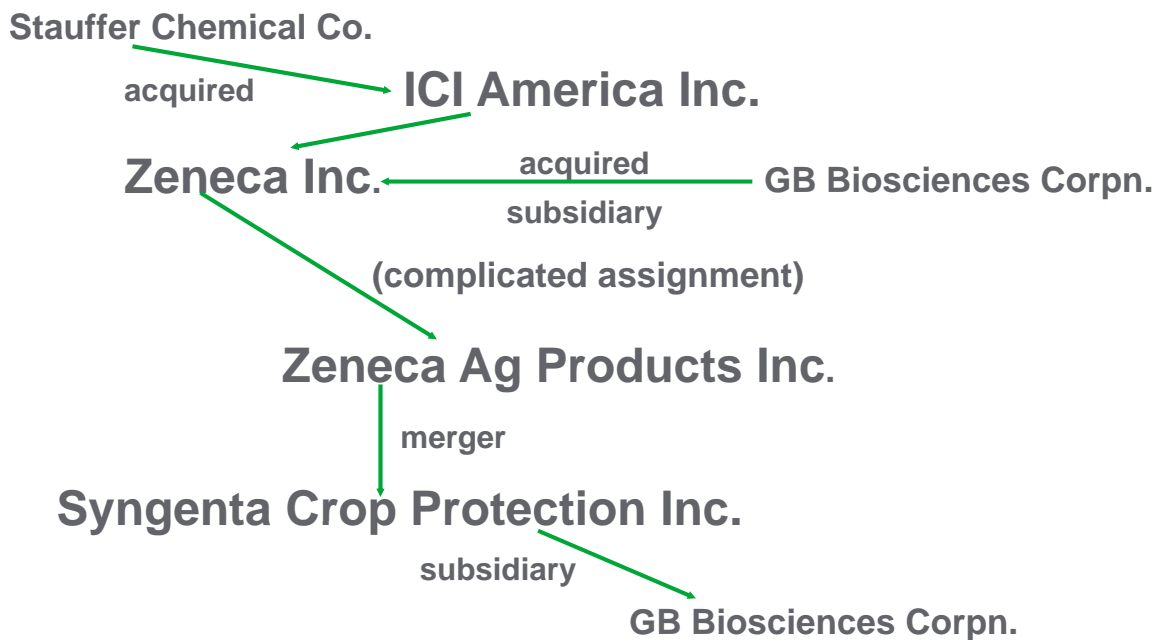 Stauffer Chemical Co.
acquired
ICI America Inc.
Zeneca Inc.
acquired
subsidiary
GB Biosciences Corpn.
(complicated assignment)
Zeneca Ag Products Inc.
merger
Syngenta Crop Protection Inc.
subsidiary
GB Biosciences Corpn.